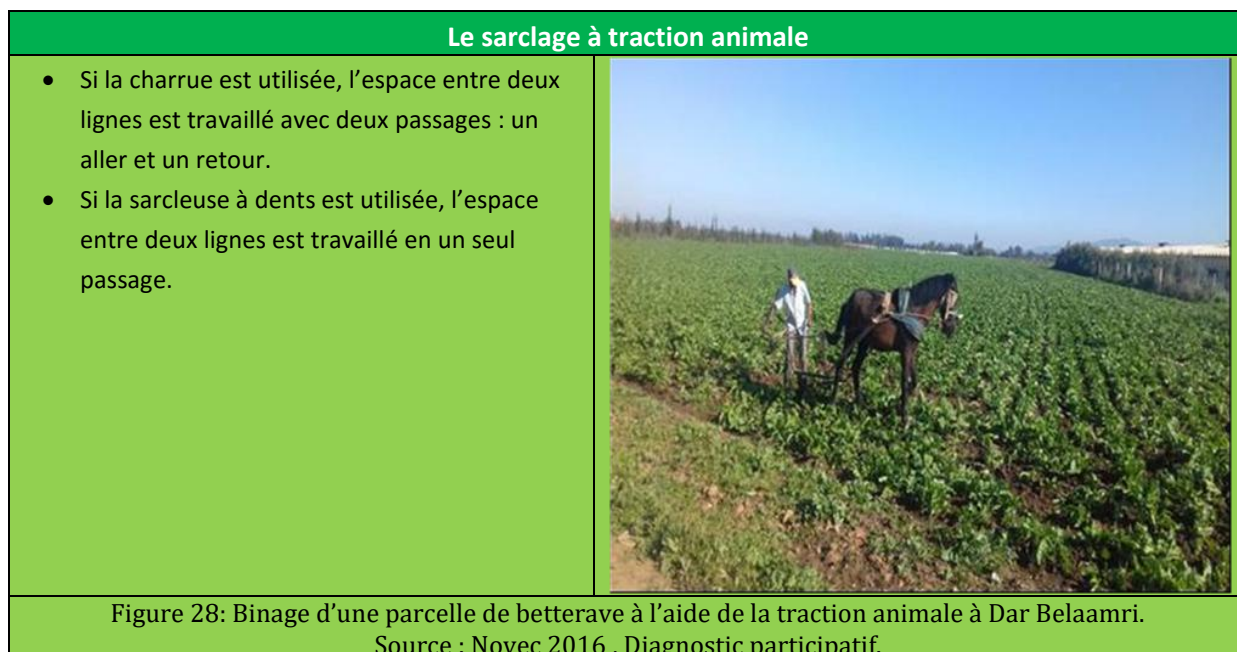 Le sarclage à traction animale
• Si la charrue est utilisée, l’espace entre deux
lignes est travaillé avec deux passages : un
aller et un retour.
• Si la sarcleuse à dents est utilisée, l’espace
entre deux lignes est travaillé en un seul
passage.
Figure 28: Binage d’une parcelle de betterave à l’aide de la traction animale à Dar Belaamri.
Source : Novec 2016 . Diagnostic participatif.